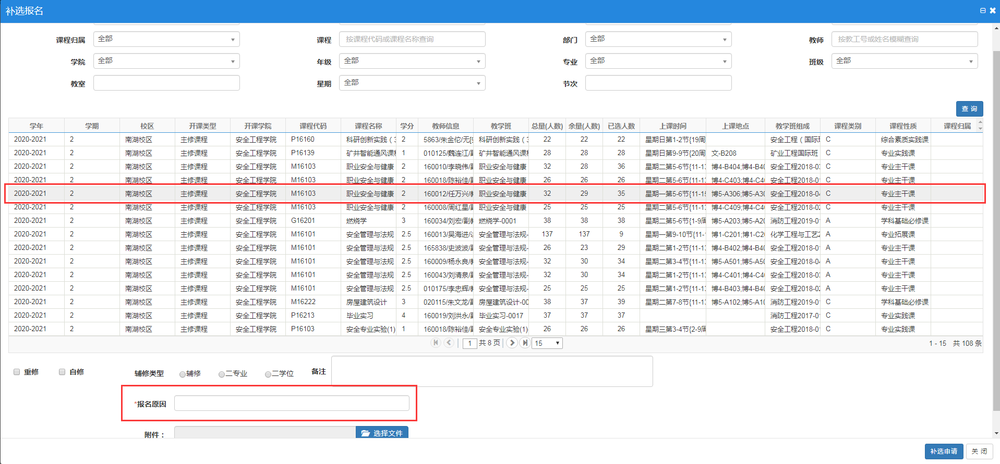 补选报名
课程归属 全部 课程 按课程代码或课程名称查询 部门 全部 教师 按教工号或姓名模糊查询
学院 全部 年级 全部 专业 全部 班级 全部
教室 星期 全部 节次
查 询
学年 学期 校区 开课类型 开课学院 课程代码 课程名称 学分 教师信息 教学班 总量(人数) 余量(人数) 已选人数 上课时间 上课地点 教学班组成 课程类别 课程性质 课程归属
2020-2021 2 南湖校区 主修课程 安全工程学院 P16160 科研创新实践（3 2 5863/朱金佗/无[ 科研创新实践（3 22 22 22 星期日第1-2节{19周 安全工程（国际班 C 综合素质实践课
2020-2021 2 南湖校区 主修课程 安全工程学院 P16139 矿井智能通风课程 1 010125/魏连江/副 矿井智能通风课程 28 28 28 星期日第9-9节{20周 文-B208 矿业工程国际班 C 专业实践课
2020-2021 2 南湖校区 主修课程 安全工程学院 M16103 职业安全与健康 2 160010/李晓伟/副 职业安全与健康 32 28 36 星期二第5-6节{11-13 博4-B404;博4-B40 安全工程2018-03 C 专业主干课
2020-2021 2 南湖校区 主修课程 安全工程学院 M16103 职业安全与健康 2 160018/陈裕佳/副 职业安全与健康 26 26 26 星期二第5-6节{11-13 博4-C403;博4-C40 安全工程2018-01 C 专业主干课
2020-2021 2 南湖校区 主修课程 安全工程学院 M16103 职业安全与健康 2 160012/任万兴/教 职业安全与健康 32 29 35 星期一第5-6节{11-15 博5-A306;博5-A30 安全工程2018-04 C 专业主干课
2020-2021 2 南湖校区 主修课程 安全工程学院 M16103 职业安全与健康 2 160008/周红星/副 职业安全与健康 25 25 25 星期二第5-6节{11-13 博4-C409;博4-C40 安全工程2018-02 C 专业主干课
2020-2021 2 南湖校区 主修课程 安全工程学院 G16201 燃烧学 3 160034/刘宏/副教 燃烧学-0001 38 38 38 星期二第5-6节{1-9周 博5-A203;博5-A20 消防工程2019-01 A 学科基础必修课
2020-2021 2 南湖校区 主修课程 安全工程学院 M16101 安全管理与法规 2.5 160013/吴海进/讲 安全管理与法规- 137 137 9 星期一第9-10节{11-1 博1-C201;博1-C20 化学工程与工艺2 A 专业拓展课
2020-2021 2 南湖校区 主修课程 安全工程学院 M16101 安全管理与法规 2.5 165838/史波波/副 安全管理与法规- 26 23 29 星期二第1-2节{11-13 博4-B402;博4-B40 安全工程2018-01 A 专业主干课
2020-2021 2 南湖校区 主修课程 安全工程学院 M16101 安全管理与法规 2.5 160009/杨永良/教 安全管理与法规- 32 30 34 星期二第3-4节{11-13 博5-A501;博5-A50 安全工程2018-04 A 专业主干课
2020-2021 2 南湖校区 主修课程 安全工程学院 M16101 安全管理与法规 2.5 160043/刘清泉/副 安全管理与法规- 32 30 34 星期二第1-2节{11-13 博4-C401;博4-C40 安全工程2018-03 A 专业主干课
2020-2021 2 南湖校区 主修课程 安全工程学院 M16101 安全管理与法规 2.5 010175/李忠辉/教 安全管理与法规- 25 25 25 星期二第1-2节{11-13 博4-B403;博4-B40 安全工程2018-02 A 专业主干课
2020-2021 2 南湖校区 主修课程 安全工程学院 M16222 房屋建筑设计 3 020115/朱文龙/副 房屋建筑设计-00 38 37 39 星期二第7-8节{11-13 博5-A102;博5-A10 消防工程2019-01 C 学科基础必修课
2020-2021 2 南湖校区 主修课程 安全工程学院 P16213 毕业实习 4 160019/刘洪永/副 毕业实习-0017 37 37 37 消防工程2017-01 C 专业实践课
2020-2021 2 南湖校区 主修课程 安全工程学院 P16103 安全专业实验(1) 1 160018/陈裕佳/副 安全专业实验(1) 26 26 26 星期三第3-4节{2-9周 安全工程2018-01 C 专业实践课
1 共 8 页 15 1 - 15 共 108 条
重修 自修 辅修类型 辅修 二专业 二学位 备注
*报名原因
附件： 选择文件
补选申请 关 闭